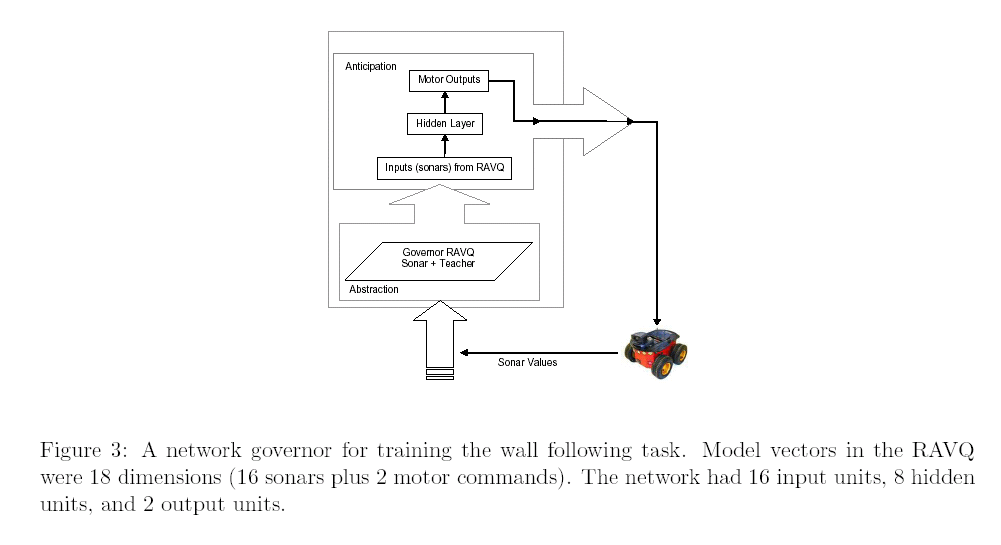 Anticipation
Motor Outputs
Hidden Layer
Inputs (sonars) from RAVQ
Governor RAVQ
Sonar + Teacher
Abstraction
Sonar Values
Figure 3: A network governor for training the wall following task. Model vectors in the RAVQ
were 18 dimensions (16 sonars plus 2 motor commands). The network had 16 input units, 8 hidden
units, and 2 output units.